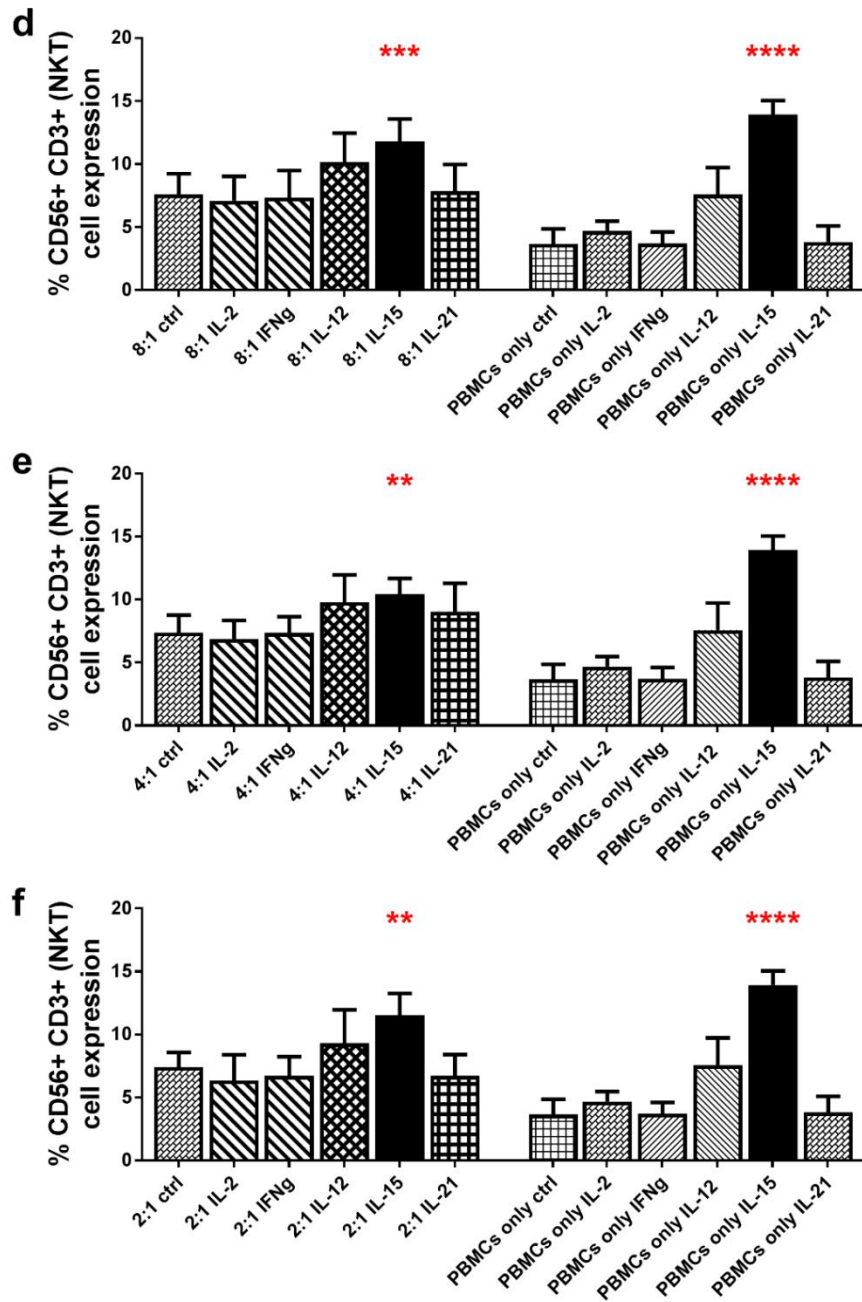 d
% CD56+ CD3+ (NKT)
cell expression
20
15
10
5
0
***
****
8:1 ctrl
8:1 IL-2
8:1 IFNg
8:1 IL-12
8:1 IL-15
8:1 IL-21
PBMCs only ctrl
PBMCs only IL-2
PBMCs only IFNg
PBMCs only IL-12
PBMCs only IL-15
PBMCs only IL-21
e
% CD56+ CD3+ (NKT)
cell expression
20
15
10
5
0
**
****
4:1 ctrl
4:1 IL-2
4:1 IFNg
4:1 IL-12
4:1 IL-15
4:1 IL-21
PBMCs only ctrl
PBMCs only IL-2
PBMCs only IFNg
PBMCs only IL-12
PBMCs only IL-15
PBMCs only IL-21
f
% CD56+ CD3+ (NKT)
cell expression
20
15
10
5
0
**
****
2:1 ctrl
2:1 IL-2
2:1 IFNg
2:1 IL-12
2:1 IL-15
2:1 IL-21
PBMCs only ctrl
PBMCs only IL-2
PBMCs only IFNg
PBMCs only IL-12
PBMCs only IL-15
PBMCs only IL-21